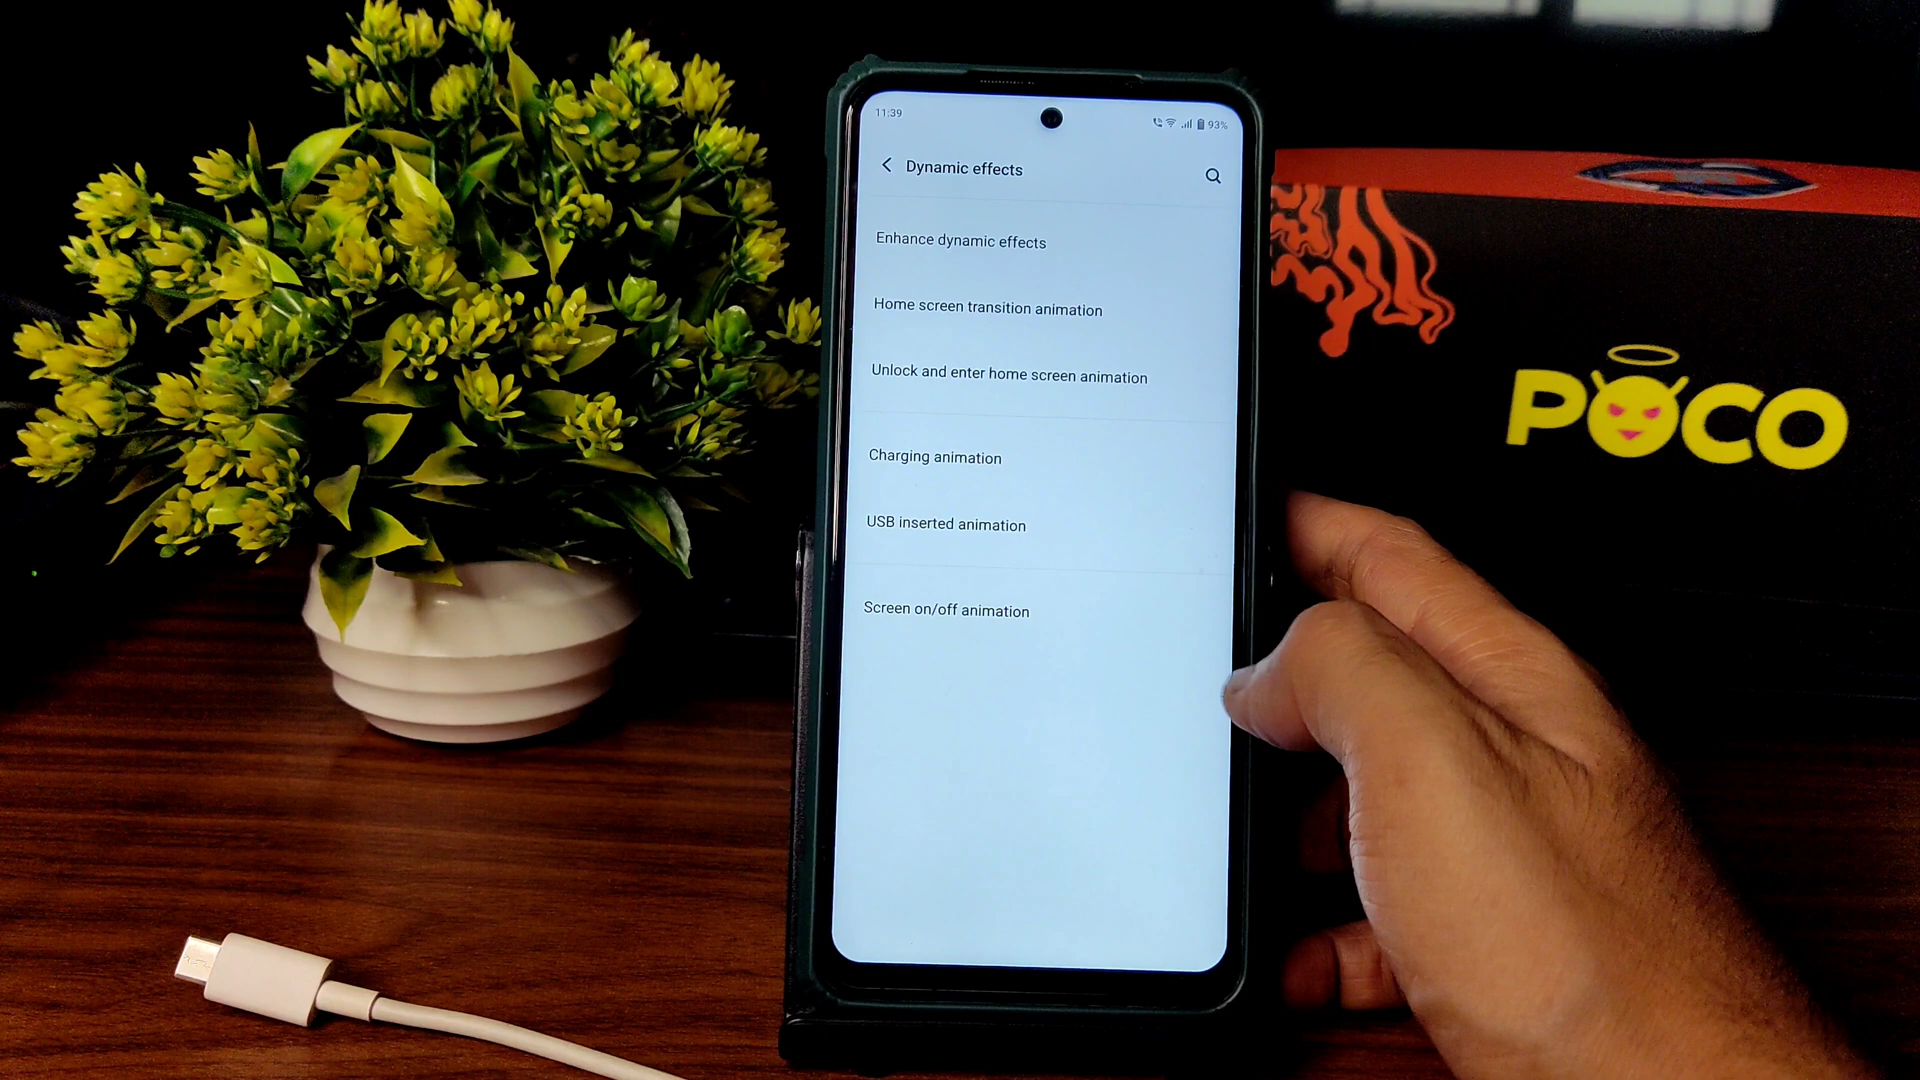 11:39
93%
Dynamic effects
Enhance dynamic effects
Home screen transition animation
Unlock and enter home screen animation
Charging animation
USB inserted animation
Screen on/off animation
POCO